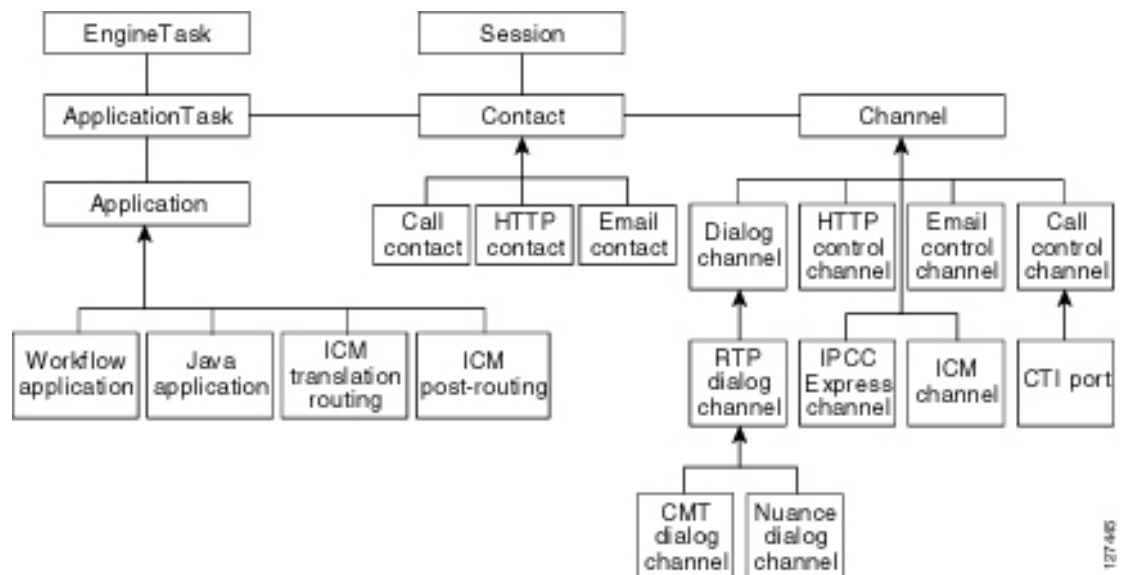 EngineTask
Session
ApplicationTask
Contact
Channel
Application
Call
contact
HTTP
contact
Email
contact
Dialog
channel
HTTP
control
channel
Email
control
channel
Call
control
channel
Workflow
application
Java
application
ICM
translation
routing
ICM
post-routing
RTP
dialog
channel
IPCC
Express
channel
ICM
channel
CTI port
CMT
dialog
channel
Nuance
dialog
channel
127445